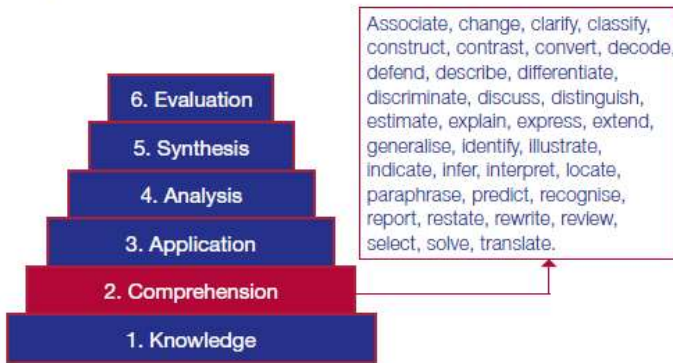 Associate, change, clarify, classify,
construct, contrast, convert, decode,
defend, describe, differentiate,
discriminate, discuss, distinguish,
estimate, explain, express, extend,
generalise, identify, illustrate,
indicate, infer, interpret, locate,
paraphrase, predict, recognise,
report, restate, rewrite, review,
select, solve, translate.
6. Evaluation
5. Synthesis
4. Analysis
3. Application
2. Comprehension
1. Knowledge